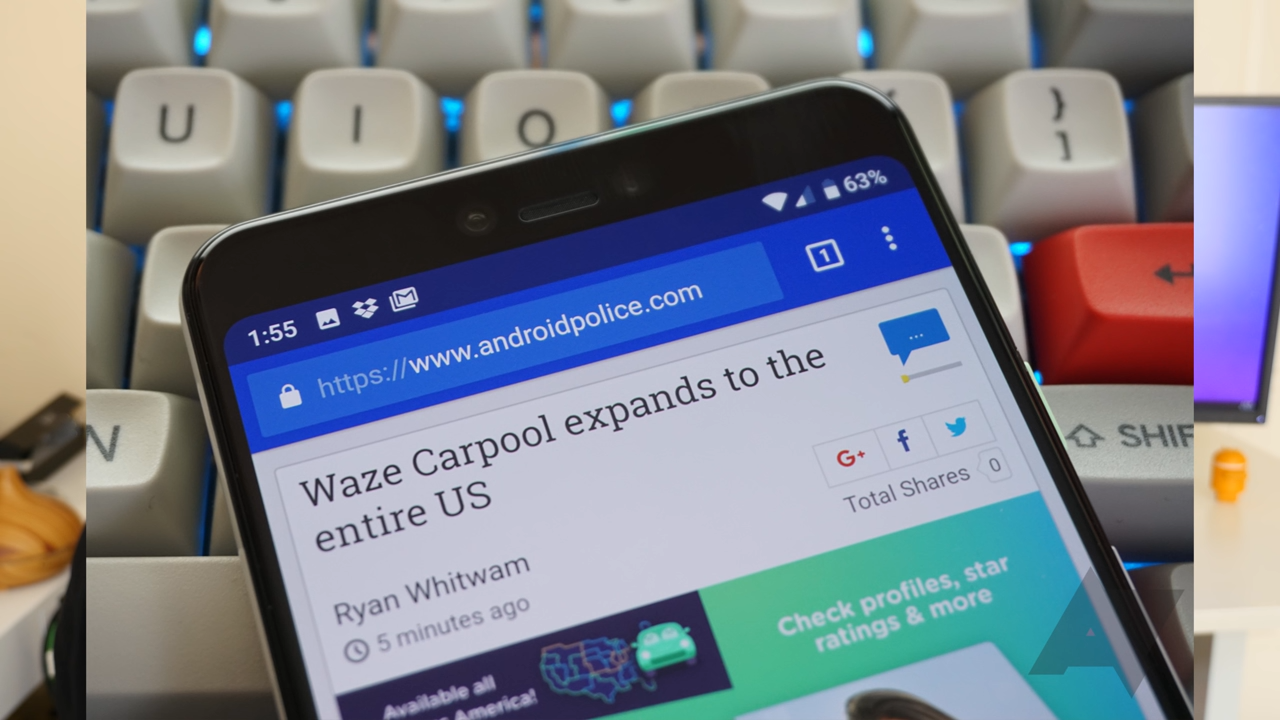 U I O }
]
1:55 63%
https://www.androidpolice.com 1
Waze Carpool expands to the
entire US
G+ f
Total Shares 0
Ryan Whitwam
5 minutes ago
Check profiles, star
ratings & more
Available all
America!
N
SHIF